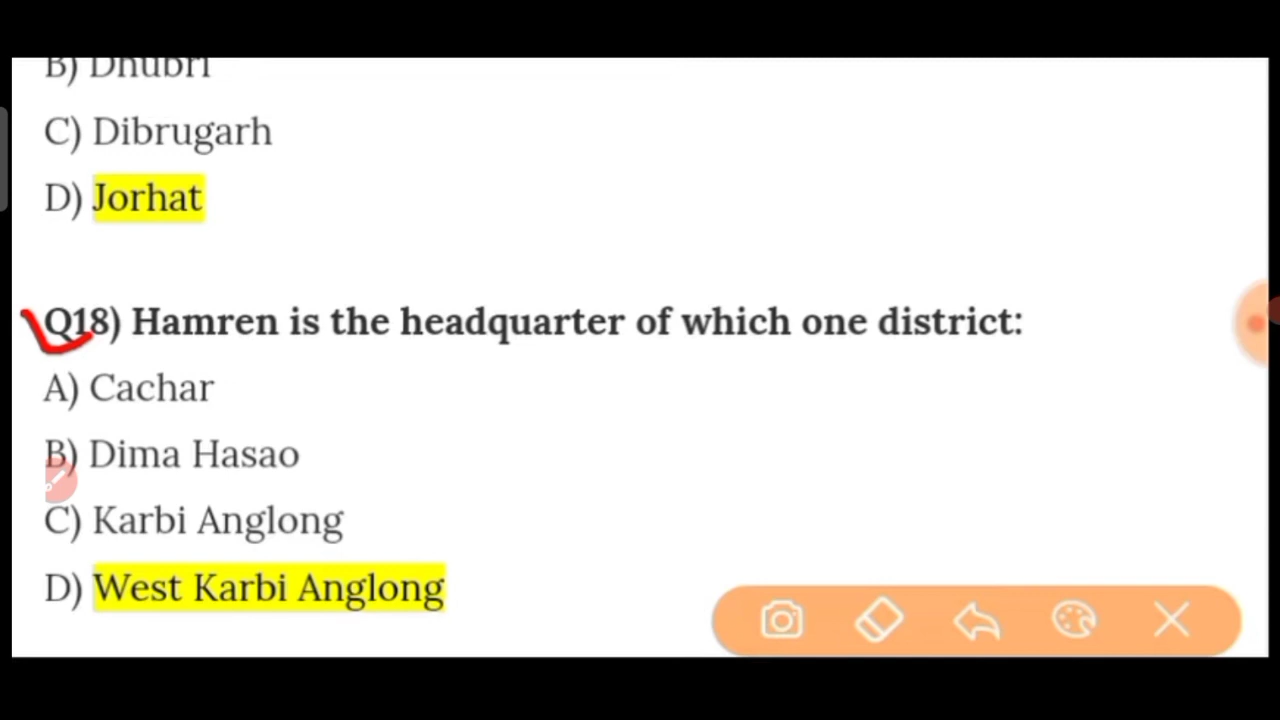 B) Dhubri
C) Dibrugarh
D) Jorhat
Q18) Hamren is the headquarter of which one district:
A) Cachar
B) Dima Hasao
C) Karbi Anglong
D) West Karbi Anglong